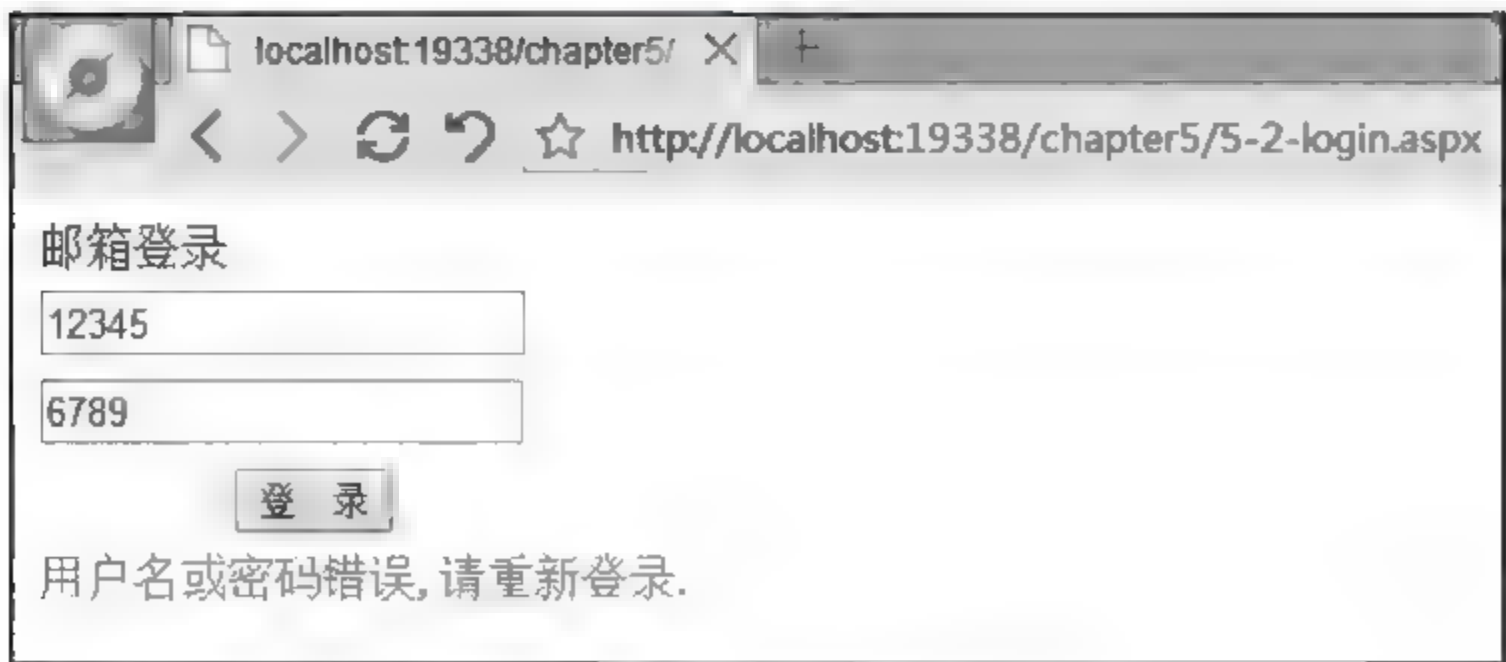 localhost:19338/chapter5/
http://localhost:19338/chapter5/5-2-login.aspx
邮箱登录
12345
6789
登 录
用户名或密码错误,请重新登录.